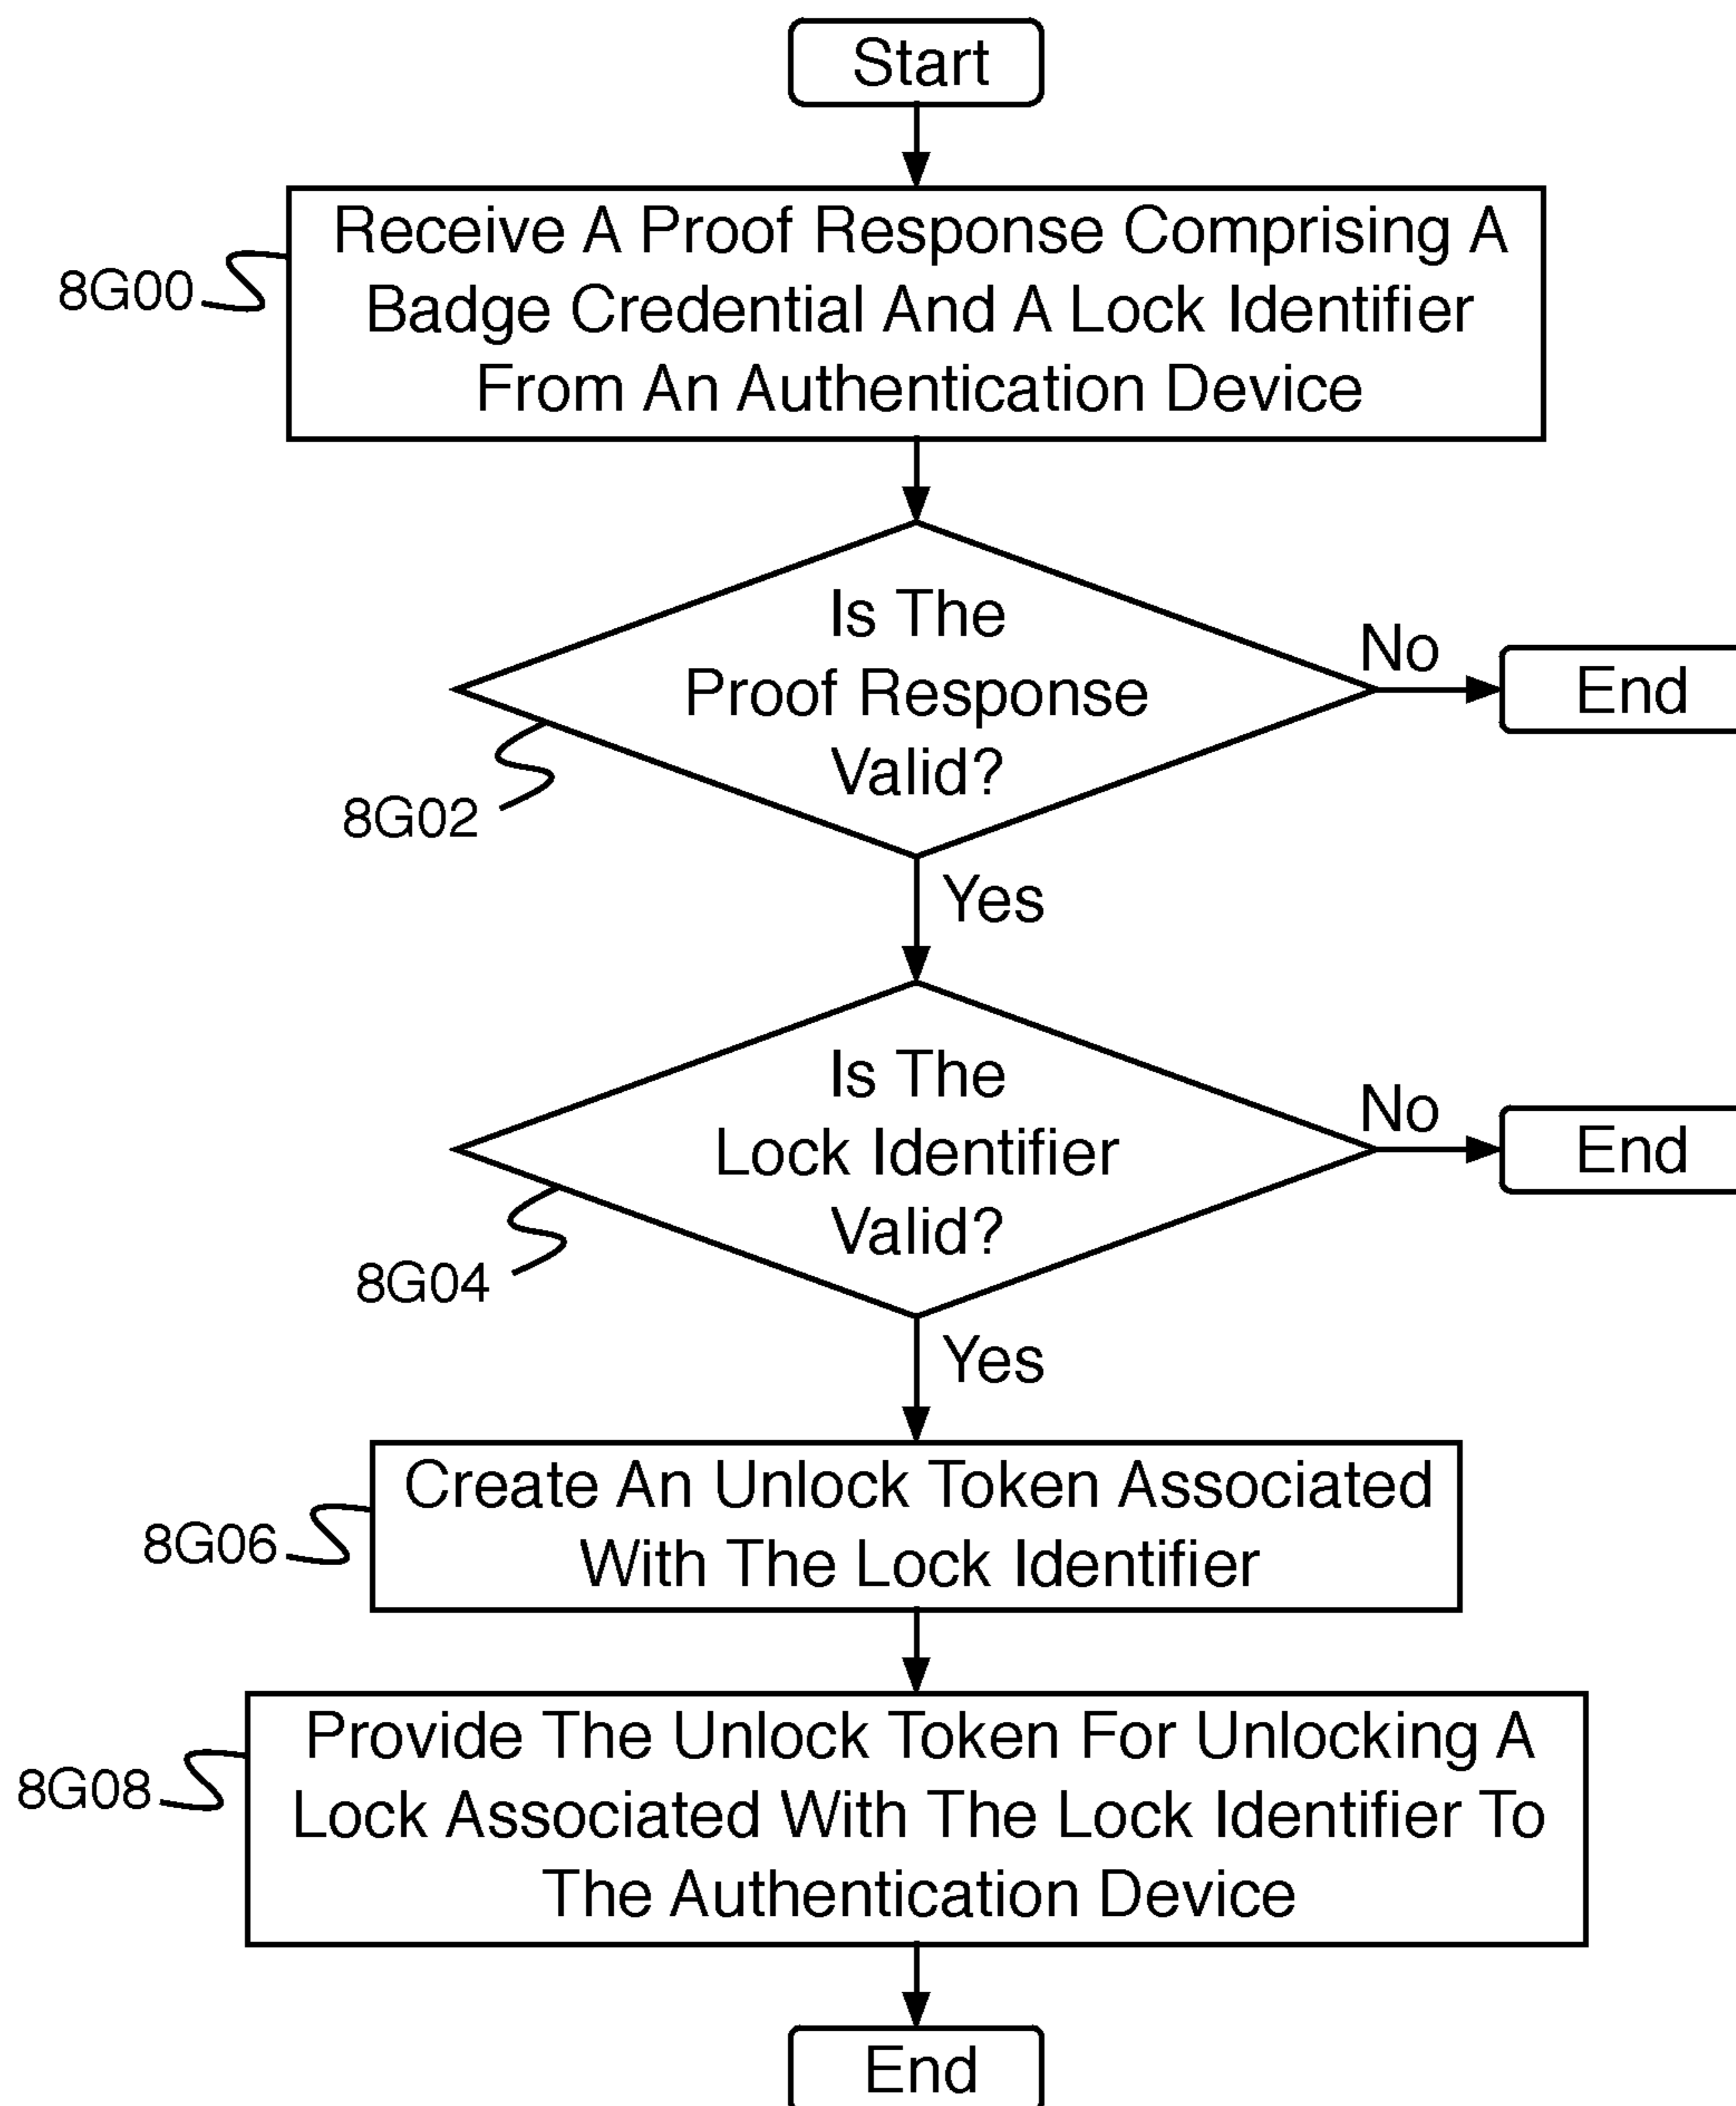 Start
Receive A Proof Response Comprising A
Badge Credential And A Lock Identifier
From An Authentication Device
8G00
Is The
Proof Response
Valid?
No
End
8G02
Yes
Is The
Lock Identifier
Valid?
No
End
8G04
Yes
Create An Unlock Token Associated
With The Lock Identifier
8G06
Provide The Unlock Token For Unlocking A
Lock Associated With The Lock Identifier To
The Authentication Device
8G08
End